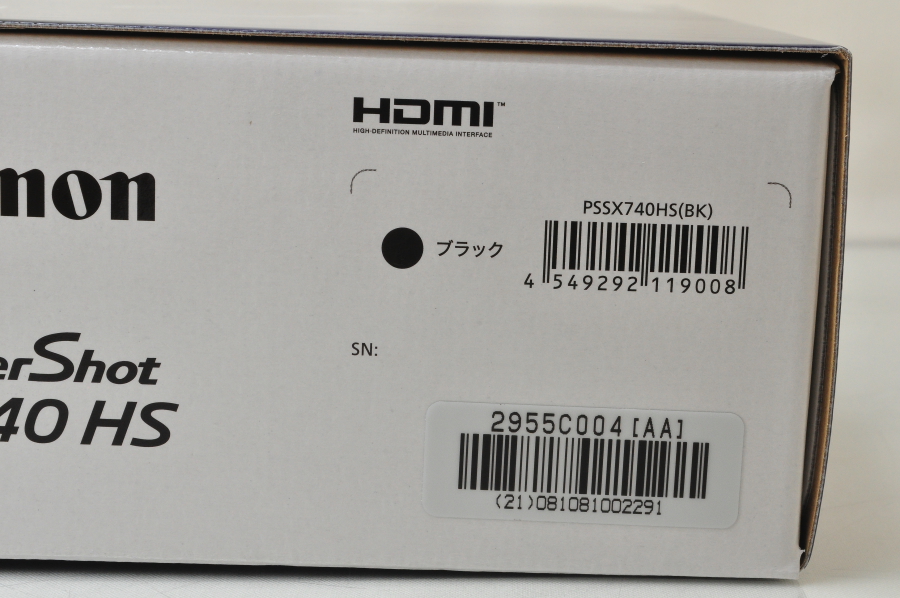 HDMI™
HIGH-DEFINITION MULTIMEDIA INTERFACE
non
PSSX740HS(BK)
ブラック
4 549292 119008
erShot
40 HS
SN:
2955C004[AA]
(21)081081002291